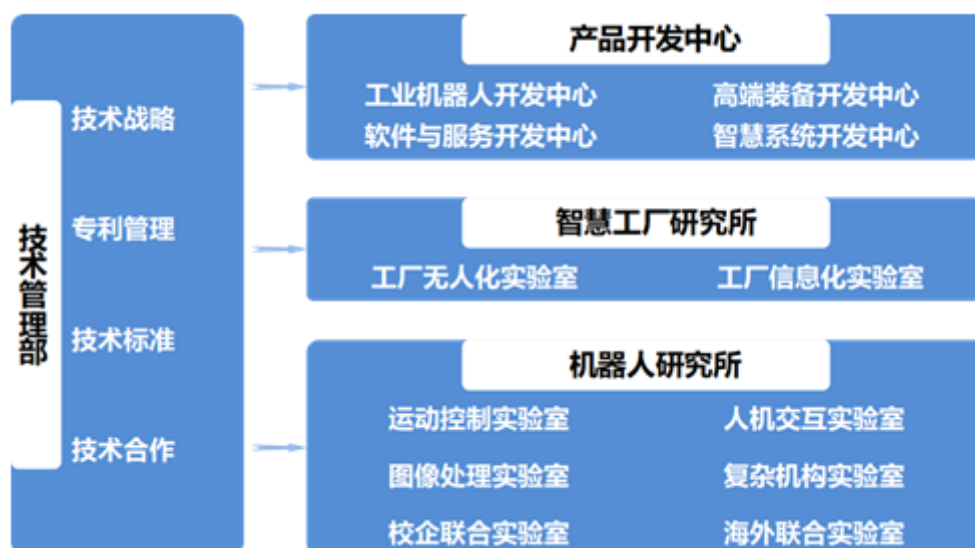 技术管理部
技术战略
专利管理
技术标准
技术合作
产品开发中心
工业机器人开发中心 高端装备开发中心
软件与服务开发中心 智慧系统开发中心
智慧工厂研究所
工厂无人化实验室 工厂信息化实验室
机器人研究所
运动控制实验室 人机交互实验室
图像处理实验室 复杂机构实验室
校企联合实验室 海外联合实验室